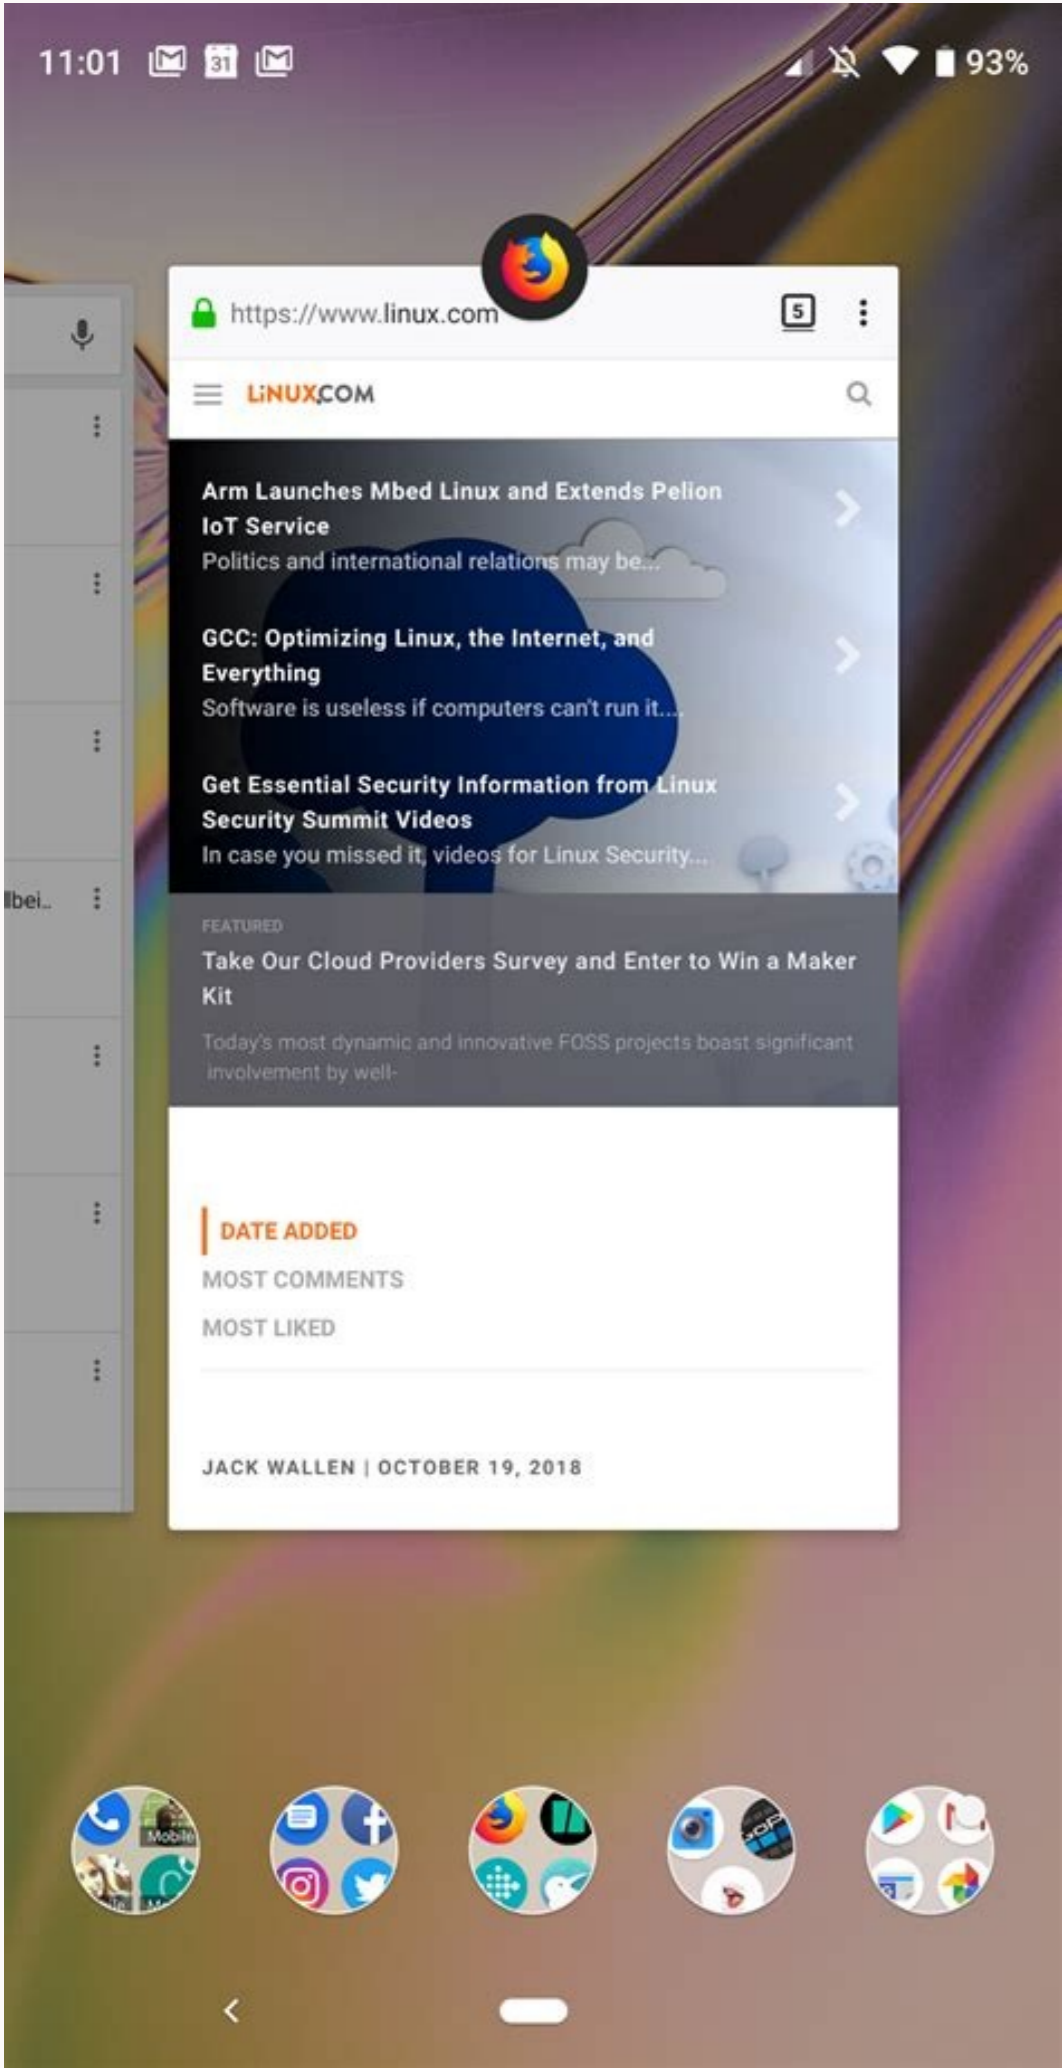 11:01
31
93%
https://www.linux.com
5
LiNUX.COM
Arm Launches Mbed Linux and Extends Pelion
IoT Service
Politics and international relations may be...
GCC: Optimizing Linux, the Internet, and
Everything
Software is useless if computers can't run it....
Get Essential Security Information from Linux
Security Summit Videos
In case you missed it, videos for Linux Security...
lbei..
FEATURED
Take Our Cloud Providers Survey and Enter to Win a Maker
Kit
Today's most dynamic and innovative FOSS projects boast significant
involvement by well-
DATE ADDED
MOST COMMENTS
MOST LIKED
JACK WALLEN | OCTOBER 19, 2018
Mobile